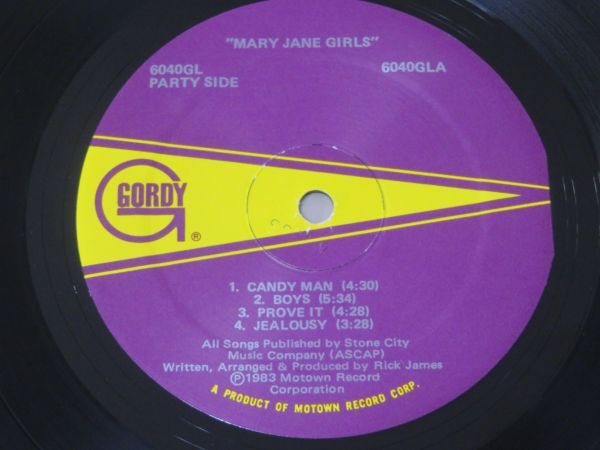 "MARY JANE GIRLS"
6040GL 6040GLA
PARTY SIDE
GORDY
®
1. CANDY MAN (4:30)
2. BOYS (5:34)
3. PROVE IT (4:28)
4. JEALOUSY (3:28)
All Songs Published by Stone City
Music Company (ASCAP)
Written, Arranged & Produced by Rick James
℗1983 Motown Record
Corporation
A PRODUCT OF MOTOWN RECORD CORP.